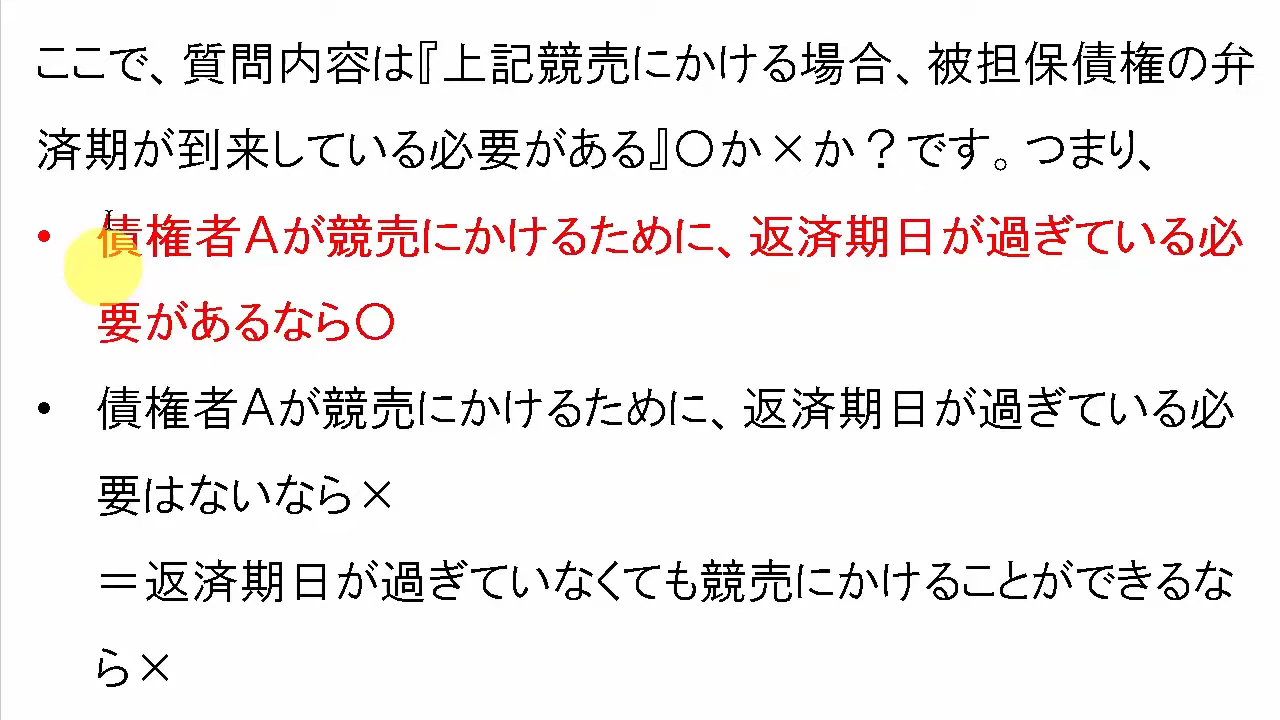 ここで、質問内容は『上記競売にかける場合、被担保債権の弁
済期が到来している必要がある』〇か×か？です。つまり、
• 債権者Ａが競売にかけるために、返済期日が過ぎている必
要があるなら〇
• 債権者Ａが競売にかけるために、返済期日が過ぎている必
要はないなら×
＝返済期日が過ぎていなくても競売にかけることができるな
ら×